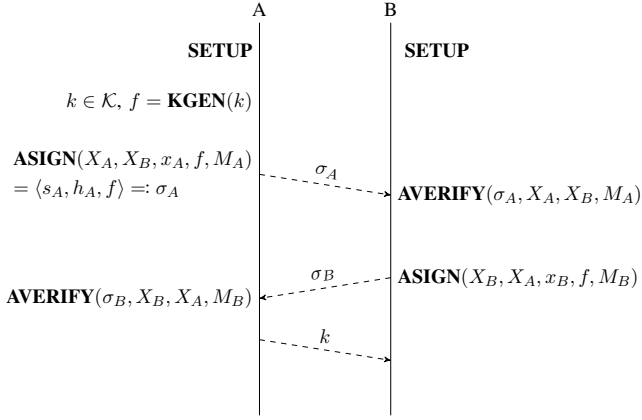 A B
SETUP SETUP
k ∈ 𝒦, f = KGEN(k)
ASIGN(X_A, X_B, x_A, f, M_A)
= ⟨s_A, h_A, f⟩ =: σ_A
σ_A
AVERIFY(σ_A, X_A, X_B, M_A)
σ_B
ASIGN(X_B, X_A, x_B, f, M_B)
AVERIFY(σ_B, X_B, X_A, M_B)
k